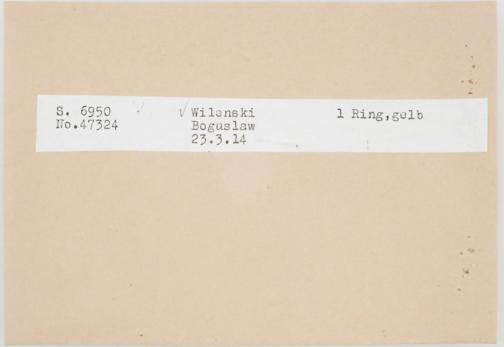 S. 6950 √ Wilenski 1 Ring,gelb
No.47324 Boguslaw
23.3.14